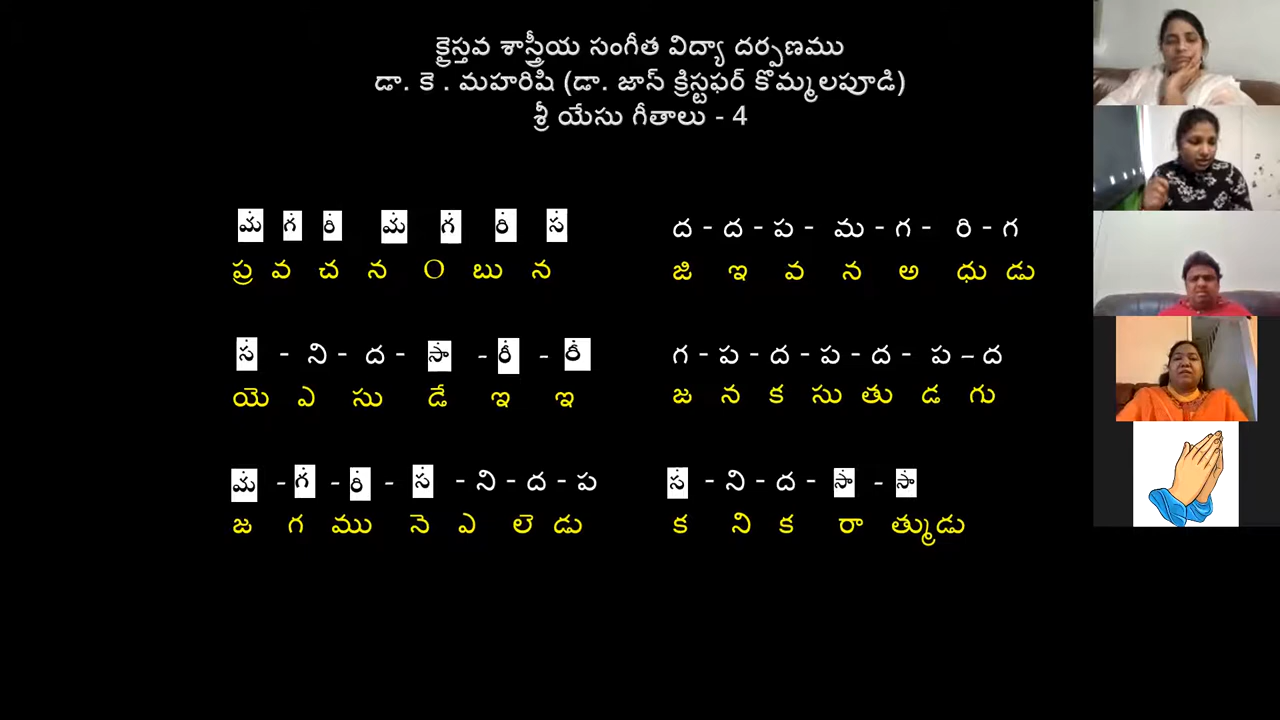 క్రైస్తవ శాస్త్రీయ సంగీత విద్యా దర్పణము
డా. కె . మహరిషి (డా. జాస్ క్రిస్టఫర్ కొమ్మలపూడి)
శ్రీ యేసు గీతాలు - 4
మ గ రి మ గ రి స ద - ద - ప - మ - గ - రి - గ
ప్ర వ చ న O బు న జి ఇ వ న అ ధు డు
స - ని - ద - సా - రీ - రీ గ - ప - ద - ప - ద - ప – ద
యె ఎ సు డే ఇ ఇ జ న క సు తు డ గు
మ - గ - రి - స - ని - ద - ప స - ని - ద - సా - సా
జ గ ము నె ఎ లె డు క ని క రా త్ముడు